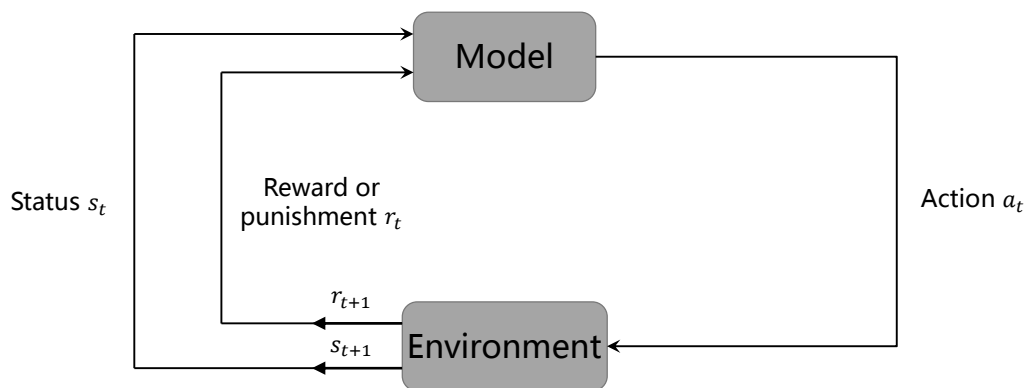 Model
Status s_t
Reward or
punishment r_t
Action a_t
r_{t+1}
s_{t+1}
Environment